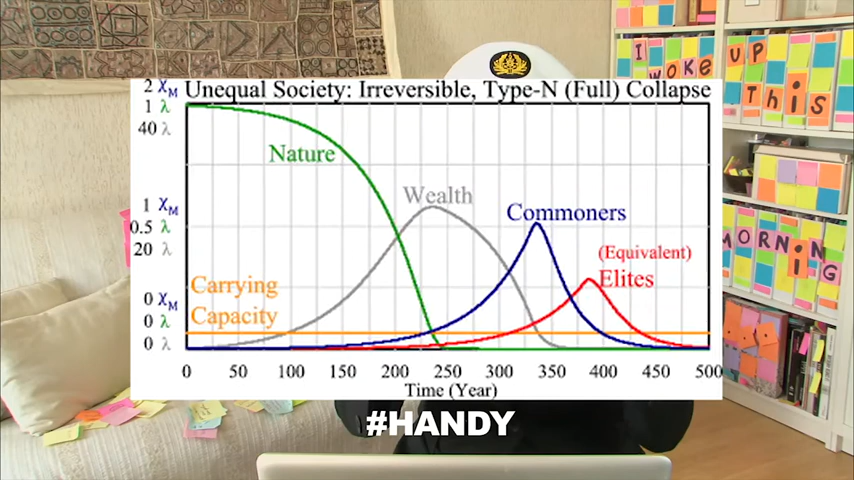 2 χM Unequal Society: Irreversible, Type-N (Full) Collapse
1 λ
40 λ
Nature
Wealth
1 χM
0.5 λ
20 λ
Commoners
(Equivalent)
Elites
Carrying
Capacity
0 χM
0 λ
0 λ
0 50 100 150 200 250 300 350 400 450 500
Time (Year)
#HANDY
I WOKE UP
THiS
MORNiNG